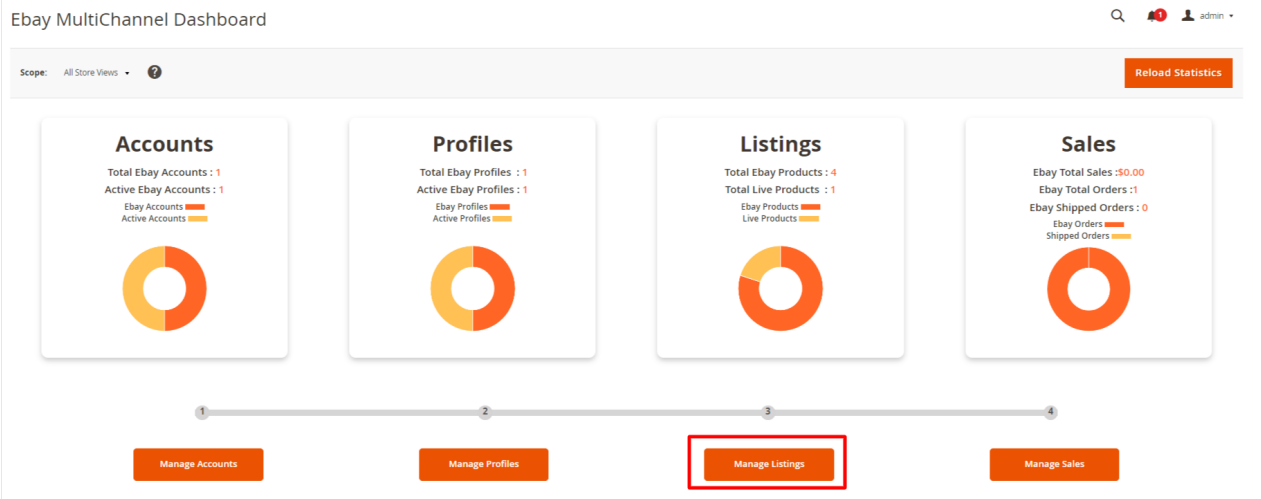 Ebay MultiChannel Dashboard
1
admin
Scope: All Store Views ?
Reload Statistics
Accounts
Total Ebay Accounts : 1
Active Ebay Accounts : 1
Ebay Accounts
Active Accounts
Profiles
Total Ebay Profiles : 1
Active Ebay Profiles : 1
Ebay Profiles
Active Profiles
Listings
Total Ebay Products : 4
Total Live Products : 1
Ebay Products
Live Products
Sales
Ebay Total Sales :$0.00
Ebay Total Orders :1
Ebay Shipped Orders : 0
Ebay Orders
Shipped Orders
1
2
3
4
Manage Accounts
Manage Profiles
Manage Listings
Manage Sales